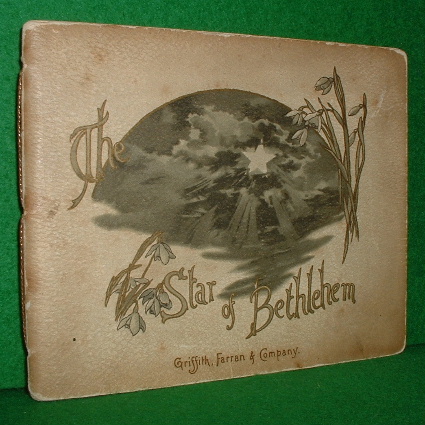 The
Star of Bethlehem
Griffith, Farran & Company.